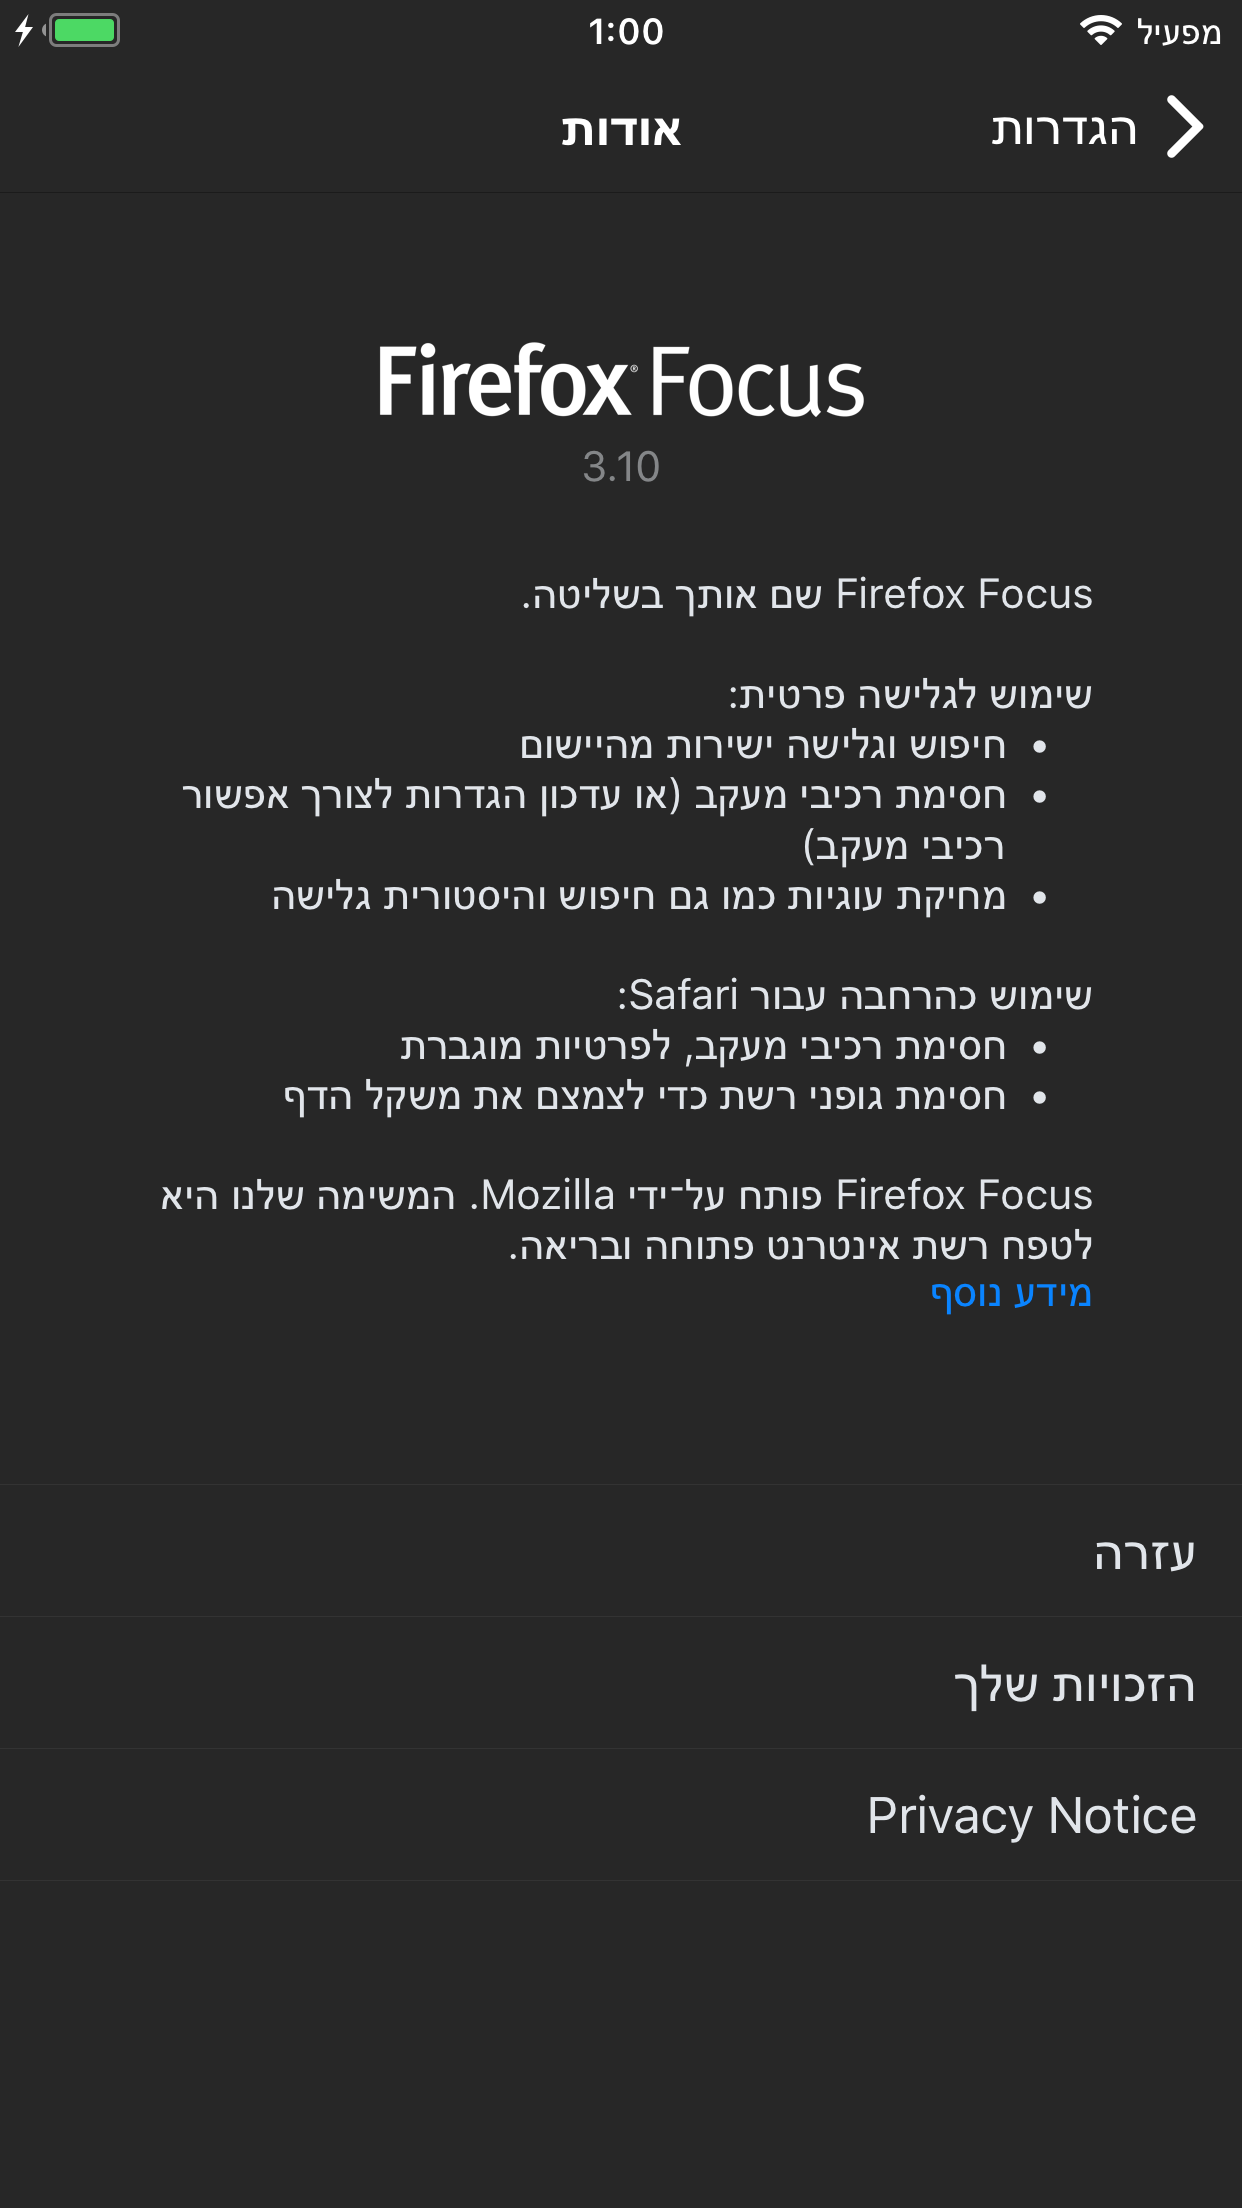 מפעיל
1:00
הגדרות
אודות
Firefox® Focus
3.10
Firefox Focus שם אותך בשליטה.
שימוש לגלישה פרטית:
• חיפוש וגלישה ישירות מהיישום
• חסימת רכיבי מעקב (או עדכון הגדרות לצורך אפשור
רכיבי מעקב)
• מחיקת עוגיות כמו גם חיפוש והיסטורית גלישה
שימוש כהרחבה עבור Safari:
• חסימת רכיבי מעקב, לפרטיות מוגברת
• חסימת גופני רשת כדי לצמצם את משקל הדף
Firefox Focus פותח על־ידי Mozilla. המשימה שלנו היא
לטפח רשת אינטרנט פתוחה ובריאה.
מידע נוסף
עזרה
הזכויות שלך
Privacy Notice